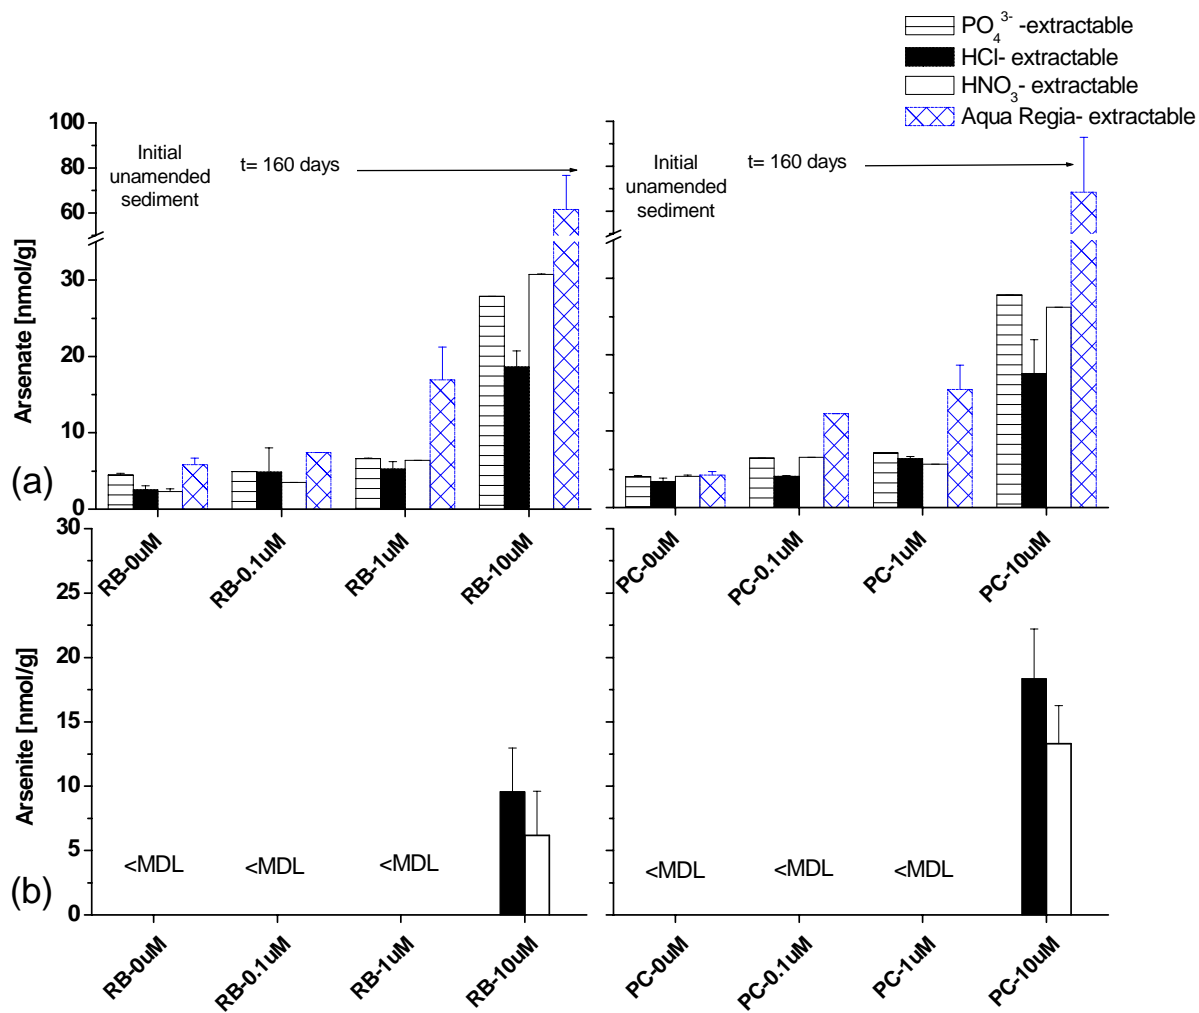 PO₄³⁻ -extractable
HCl- extractable
HNO₃- extractable
Aqua Regia- extractable
100
80
60
30
20
10
0
Arsenate [nmol/g]
(a)
Initial
unamended
sediment
t= 160 days
Initial
unamended
sediment
t= 160 days
RB-0uM
RB-0.1uM
RB-1uM
RB-10uM
PC-0uM
PC-0.1uM
PC-1uM
PC-10uM
30
25
20
15
10
5
0
Arsenite [nmol/g]
(b)
<MDL
<MDL
<MDL
<MDL
<MDL
<MDL
RB-0uM
RB-0.1uM
RB-1uM
RB-10uM
PC-0uM
PC-0.1uM
PC-1uM
PC-10uM